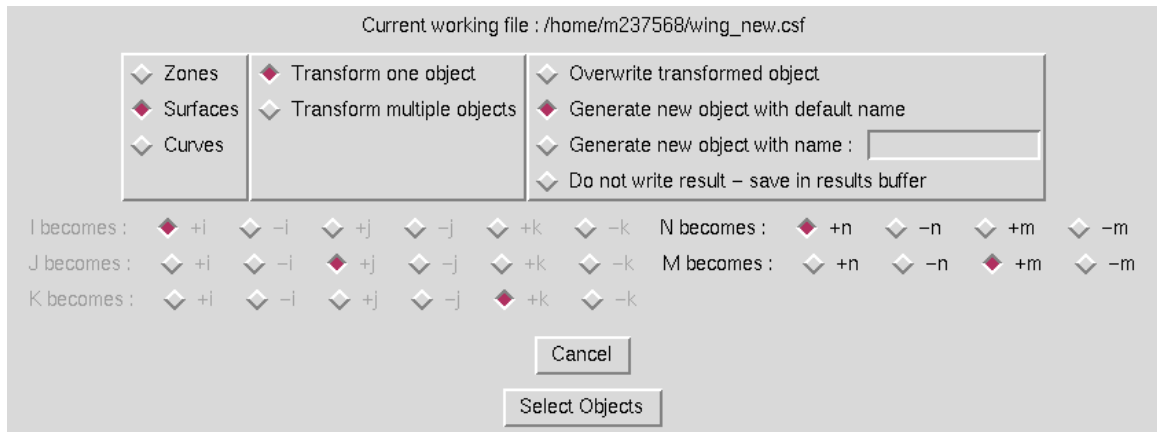 Current working file : /home/m237568/wing_new.csf
Zones
Surfaces
Curves
Transform one object
Transform multiple objects
Overwrite transformed object
Generate new object with default name
Generate new object with name :
Do not write result – save in results buffer
I becomes : +i −i +j −j +k −k
J becomes : +i −i +j −j +k −k
K becomes : +i −i +j −j +k −k
N becomes : +n −n +m −m
M becomes : +n −n +m −m
Cancel
Select Objects